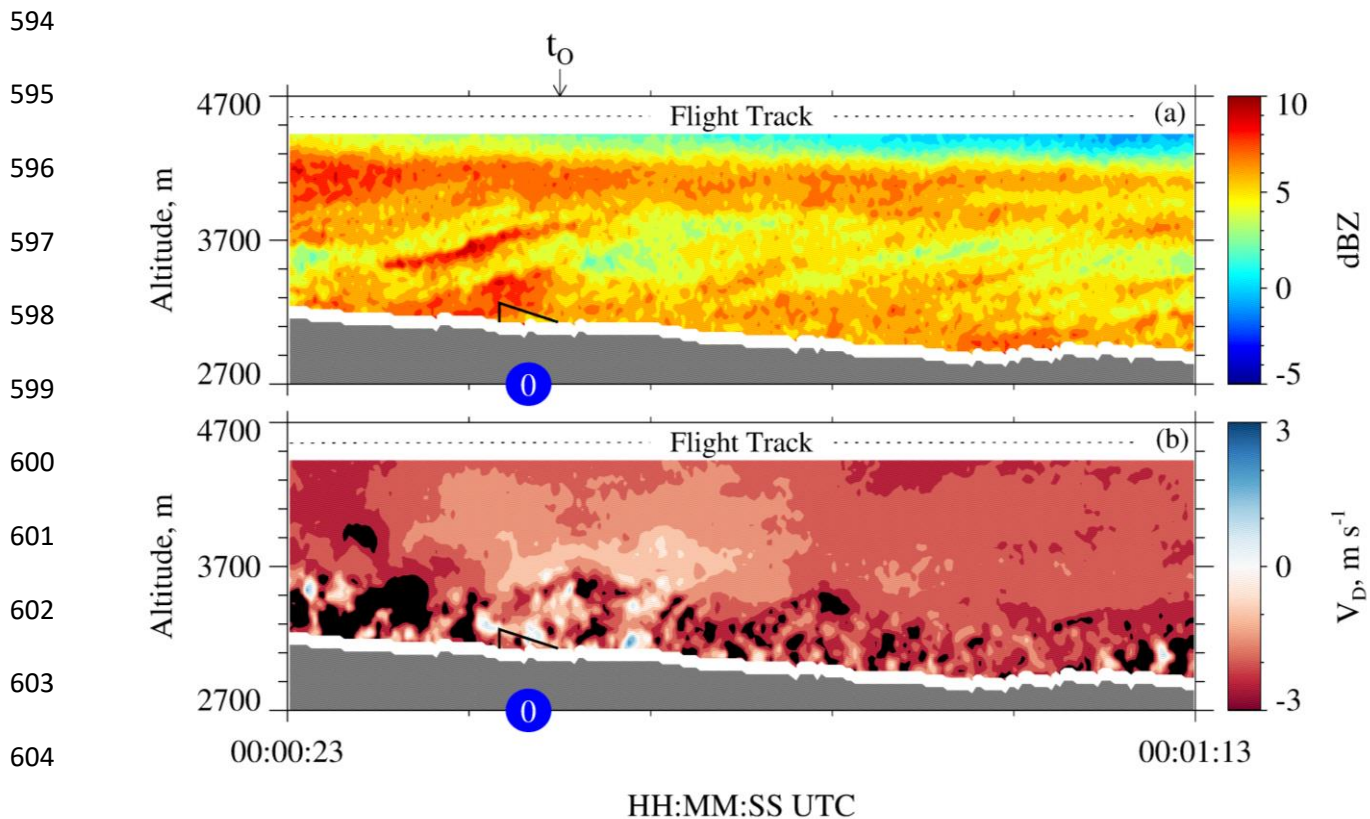 594
t_O
595
4700
Flight Track
(a)
10
596
Altitude, m
5
597
3700
dBZ
0
598
2700
-5
599
0
4700
Flight Track
(b)
3
600
601
Altitude, m
3700
0
V_D, m s^-1
602
603
2700
-3
0
604
00:00:23
00:01:13
HH:MM:SS UTC